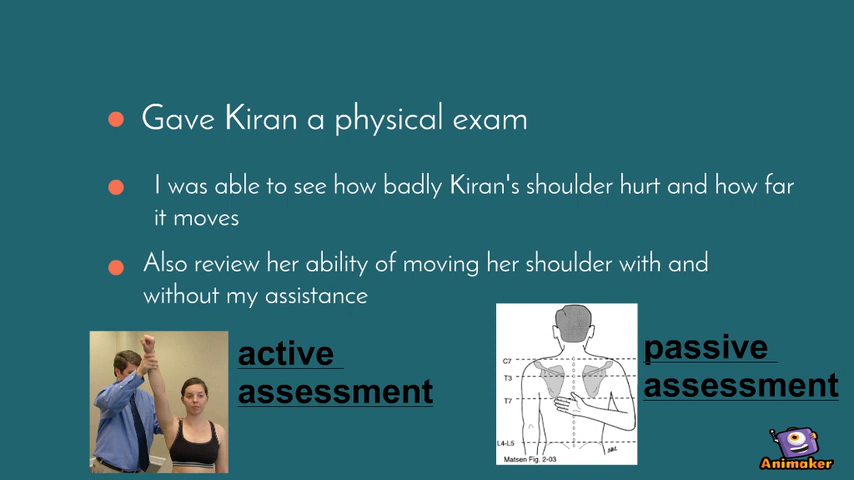 Gave Kiran a physical exam
I was able to see how badly Kiran's shoulder hurt and how far
it moves
Also review her ability of moving her shoulder with and
without my assistance
active
assessment
passive
assessment
C7
T3
T7
L4-L5
Matsen Fig. 2-03
Animaker